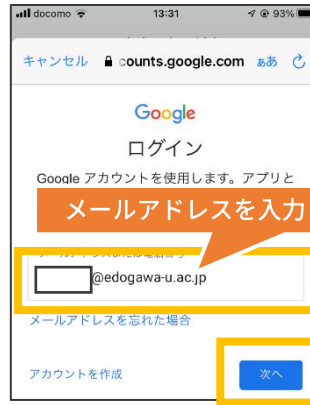 docomo 13:31 93%
キャンセル counts.google.com ぁあ
Google
ログイン
Google アカウントを使用します。アプリと
メールアドレスを入力
@edogawa-u.ac.jp
メールアドレスを忘れた場合
アカウントを作成 次へ